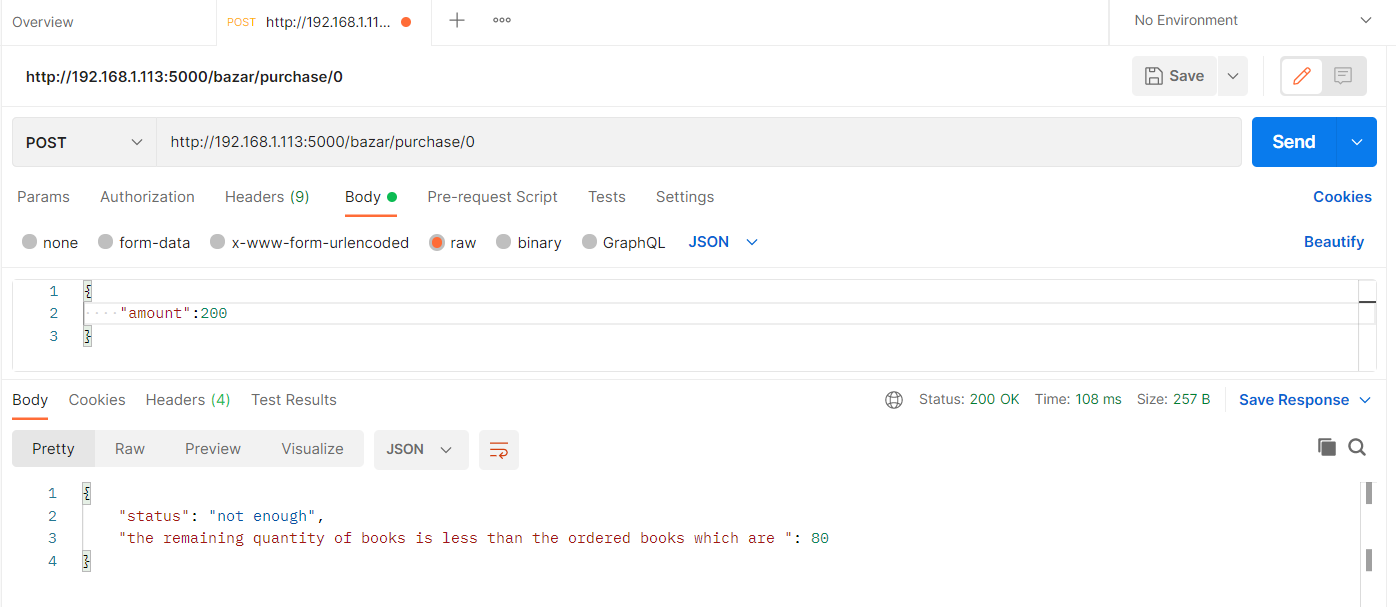 Overview POST http://192.168.1.11... No Environment
http://192.168.1.113:5000/bazar/purchase/0 Save
POST http://192.168.1.113:5000/bazar/purchase/0 Send
Params Authorization Headers (9) Body Pre-request Script Tests Settings Cookies
none form-data x-www-form-urlencoded raw binary GraphQL JSON Beautify
1 {
2 ····"amount":200
3 }
Body Cookies Headers (4) Test Results Status: 200 OK Time: 108 ms Size: 257 B Save Response
Pretty Raw Preview Visualize JSON
1 {
2 "status": "not enough",
3 "the remaining quantity of books is less than the ordered books which are ": 80
4 }